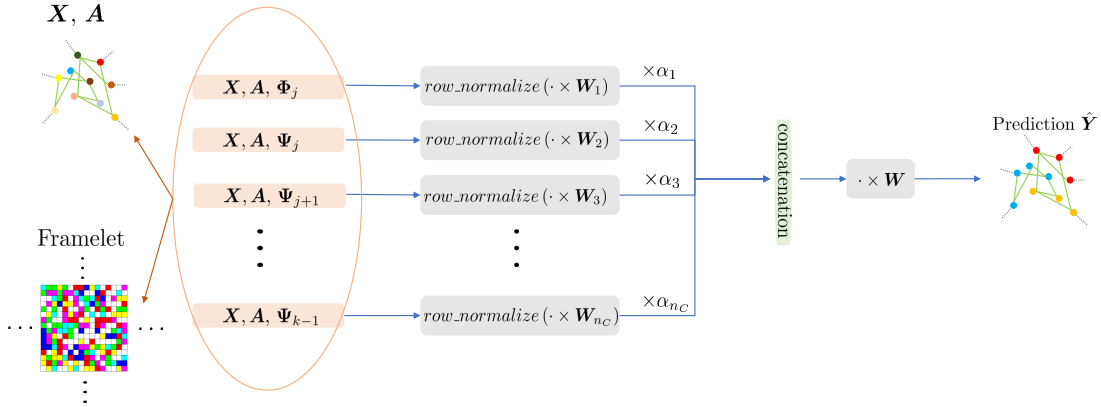 X, A
Framelet
X, A, Φ_j
X, A, Ψ_j
X, A, Ψ_{j+1}
X, A, Ψ_{k−1}
row_normalize(· × W_1)
row_normalize(· × W_2)
row_normalize(· × W_3)
row_normalize(· × W_{n_C})
×α_1
×α_2
×α_3
×α_{n_C}
concatenation
· × W
Prediction Ŷ